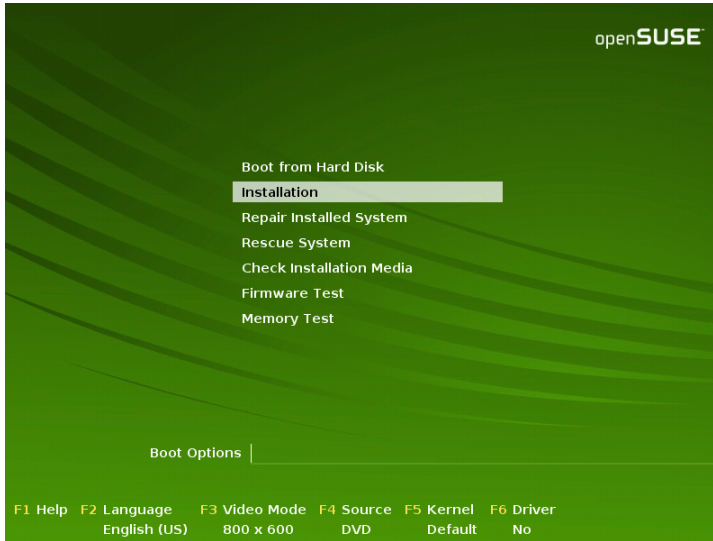 openSUSE
Boot from Hard Disk
Installation
Repair Installed System
Rescue System
Check Installation Media
Firmware Test
Memory Test
Boot Options
F1 Help F2 Language F3 Video Mode F4 Source F5 Kernel F6 Driver
English (US) 800 x 600 DVD Default No